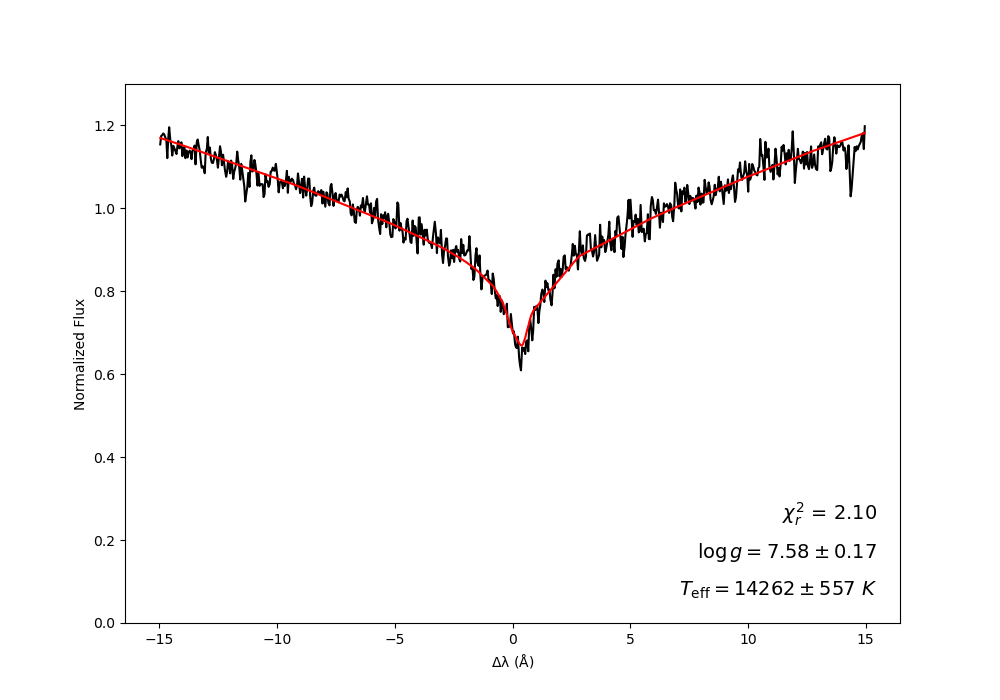 1.2
1.0
0.8
0.6
0.4
0.2
0.0
Normalized Flux
χ²ᵣ = 2.10
log g = 7.58 ± 0.17
T_eff = 14262 ± 557 K
−15 −10 −5 0 5 10 15
Δλ (Å)